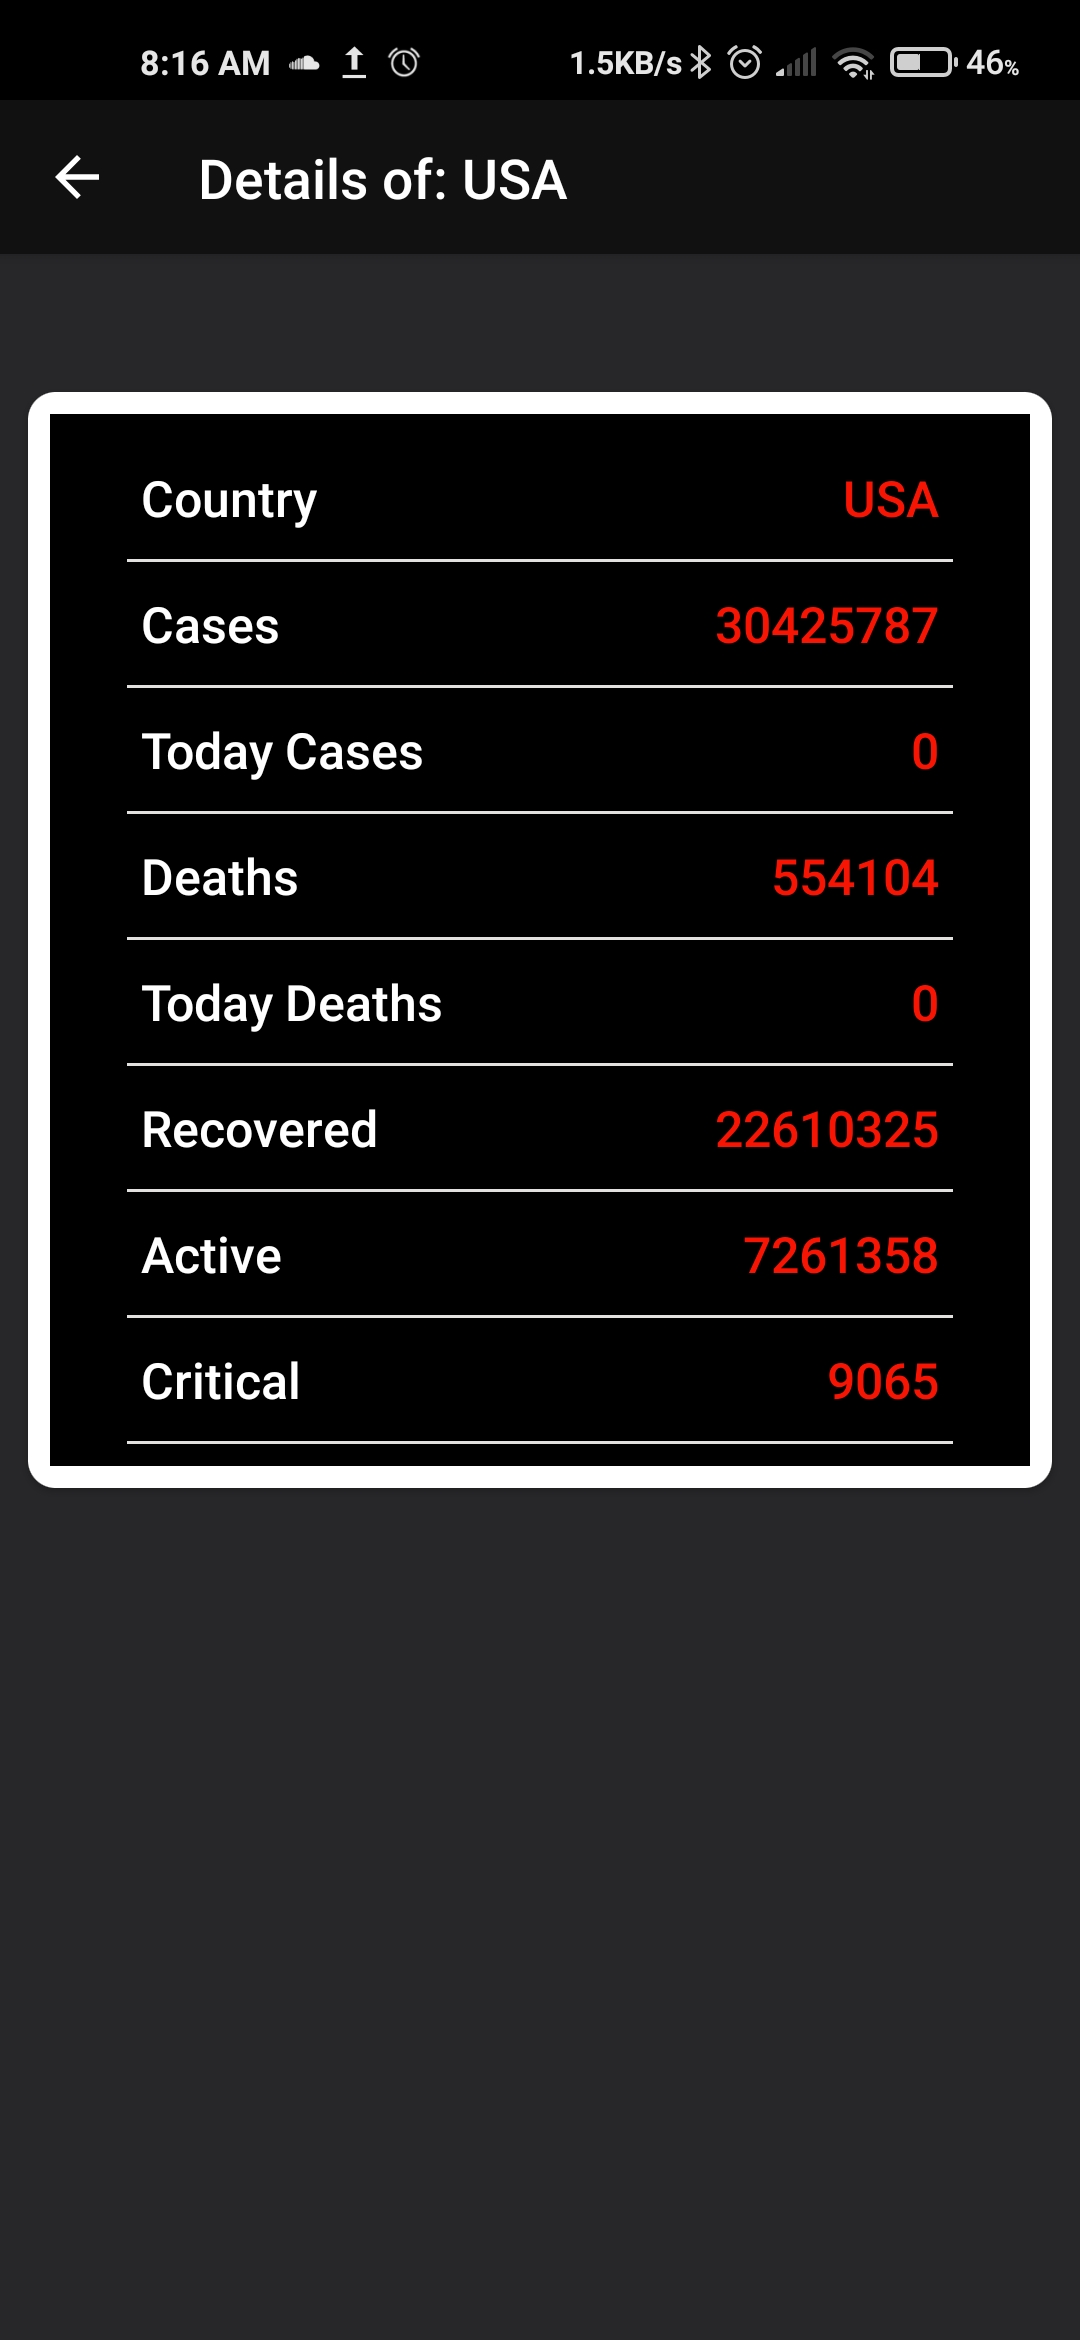 8:16 AM 1.5KB/s 46%
Details of: USA
Country USA
Cases 30425787
Today Cases 0
Deaths 554104
Today Deaths 0
Recovered 22610325
Active 7261358
Critical 9065